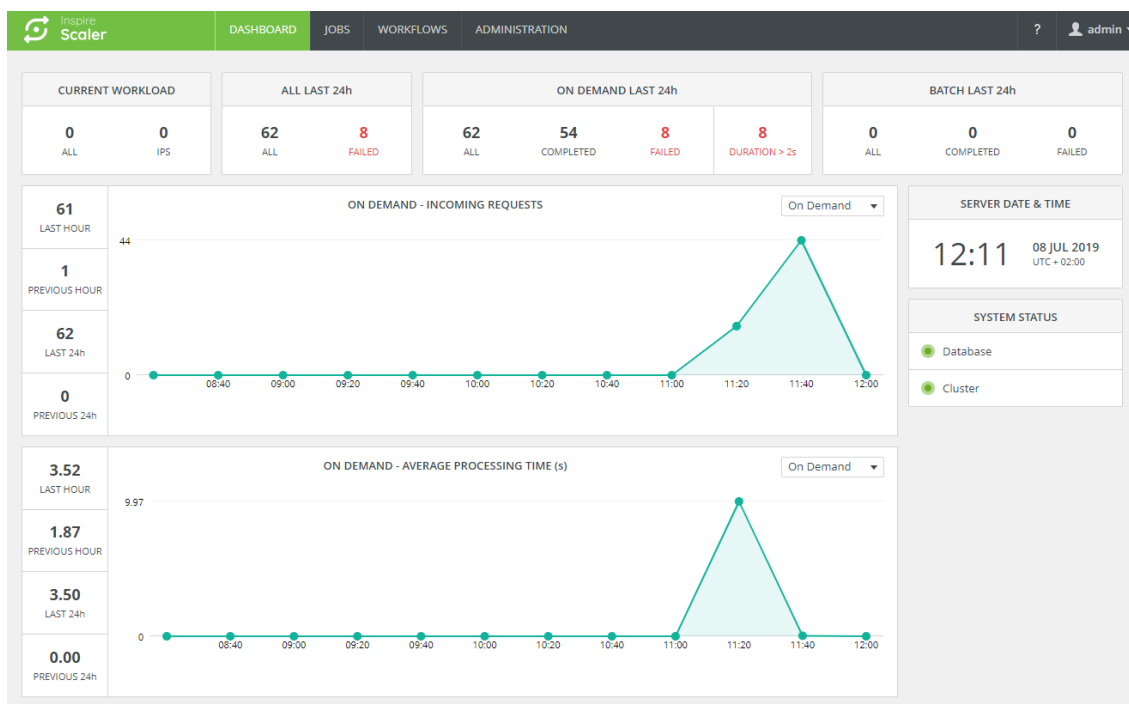 Inspire
Scaler
DASHBOARD JOBS WORKFLOWS ADMINISTRATION ? admin
CURRENT WORKLOAD
0 0
ALL IPS
ALL LAST 24h
62 8
ALL FAILED
ON DEMAND LAST 24h
62 54 8 8
ALL COMPLETED FAILED DURATION > 2s
BATCH LAST 24h
0 0 0
ALL COMPLETED FAILED
61
LAST HOUR
1
PREVIOUS HOUR
62
LAST 24h
0
PREVIOUS 24h
ON DEMAND - INCOMING REQUESTS
On Demand
44
0
08:40 09:00 09:20 09:40 10:00 10:20 10:40 11:00 11:20 11:40 12:00
SERVER DATE & TIME
12:11
08 JUL 2019
UTC + 02:00
SYSTEM STATUS
Database
Cluster
3.52
LAST HOUR
1.87
PREVIOUS HOUR
3.50
LAST 24h
0.00
PREVIOUS 24h
ON DEMAND - AVERAGE PROCESSING TIME (s)
On Demand
9.97
0
08:40 09:00 09:20 09:40 10:00 10:20 10:40 11:00 11:20 11:40 12:00